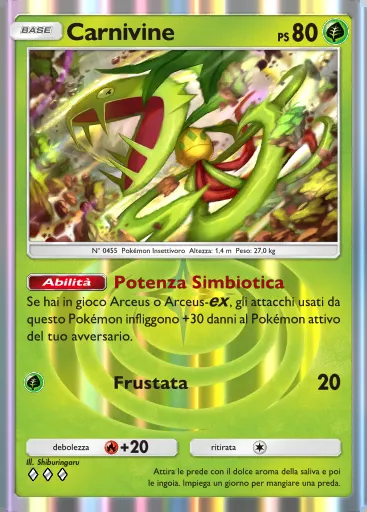 BASE Carnivine PS 80
N° 0455 Pokémon Insettivoro Altezza: 1,4 m Peso: 27,0 kg
Abilità Potenza Simbiotica
Se hai in gioco Arceus o Arceus-ex, gli attacchi usati da
questo Pokémon infliggono +30 danni al Pokémon attivo
del tuo avversario.
Frustata 20
debolezza +20 ritirata
Ill. Shiburingaru
Attira le prede con il dolce aroma della saliva e poi
le ingoia. Impiega un giorno per mangiare una preda.